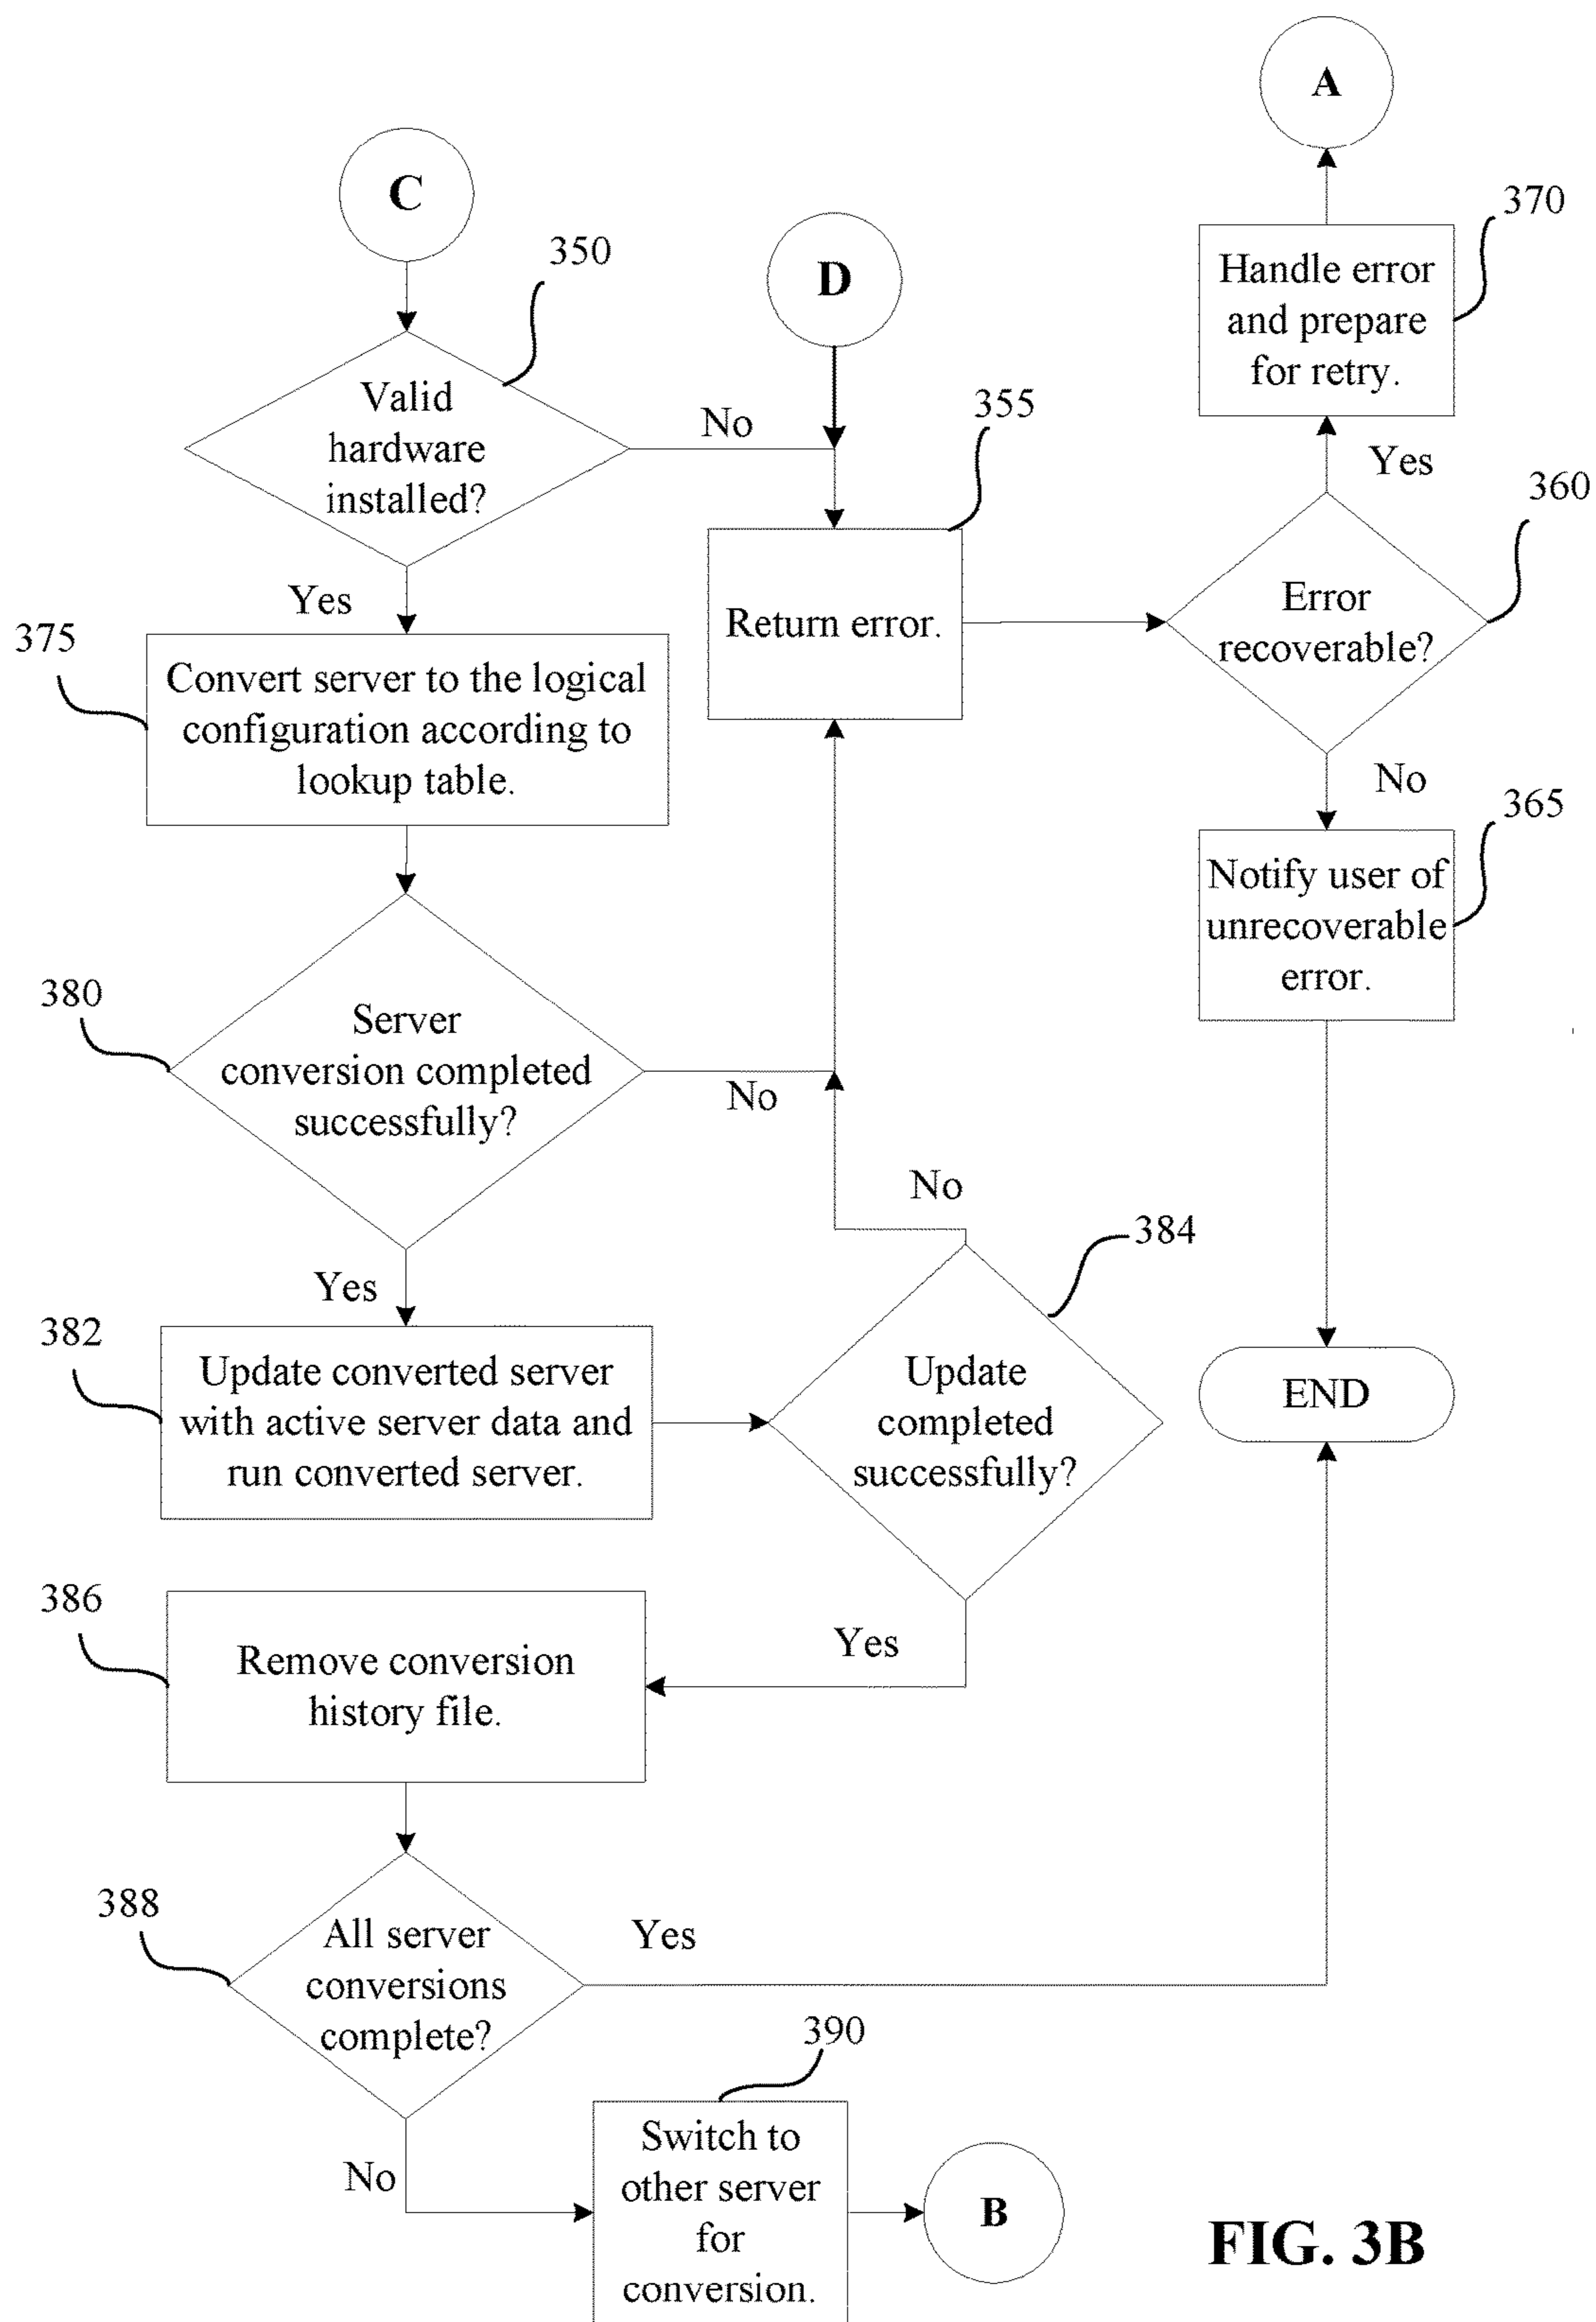 A
C
350
D
370
Handle error
and prepare
for retry.
Valid
hardware
installed?
No
355
Yes
360
Yes
Return error.
Error
recoverable?
375
Convert server to the logical
configuration according to
lookup table.
No
365
Notify user of
unrecoverable
error.
380
Server
conversion completed
successfully?
No
No
384
Yes
382
Update converted server
with active server data and
run converted server.
Update
completed
successfully?
END
386
Remove conversion
history file.
Yes
388
All server
conversions
complete?
Yes
390
No
Switch to
other server
for
conversion.
B
FIG. 3B